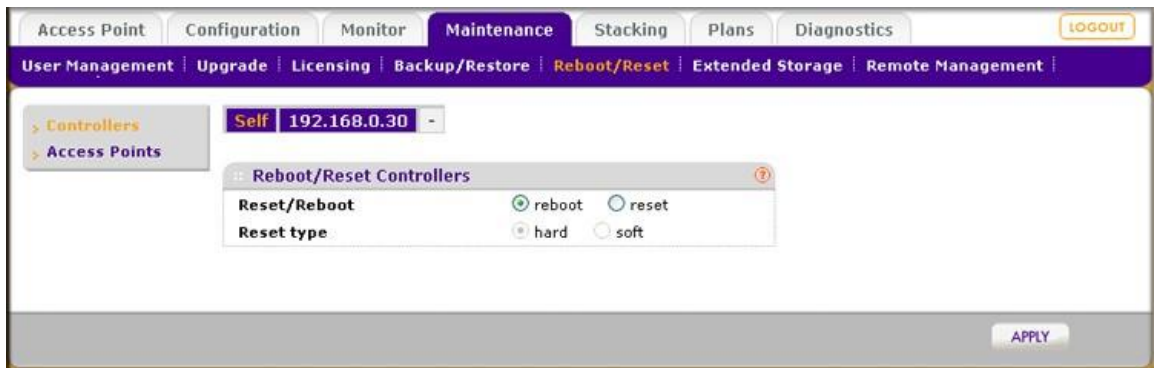 Access Point Configuration Monitor Maintenance Stacking Plans Diagnostics LOGOUT
User Management Upgrade Licensing Backup/Restore Reboot/Reset Extended Storage Remote Management
> Controllers
> Access Points
Self 192.168.0.30 -
:: Reboot/Reset Controllers ?
Reset/Reboot reboot reset
Reset type hard soft
APPLY